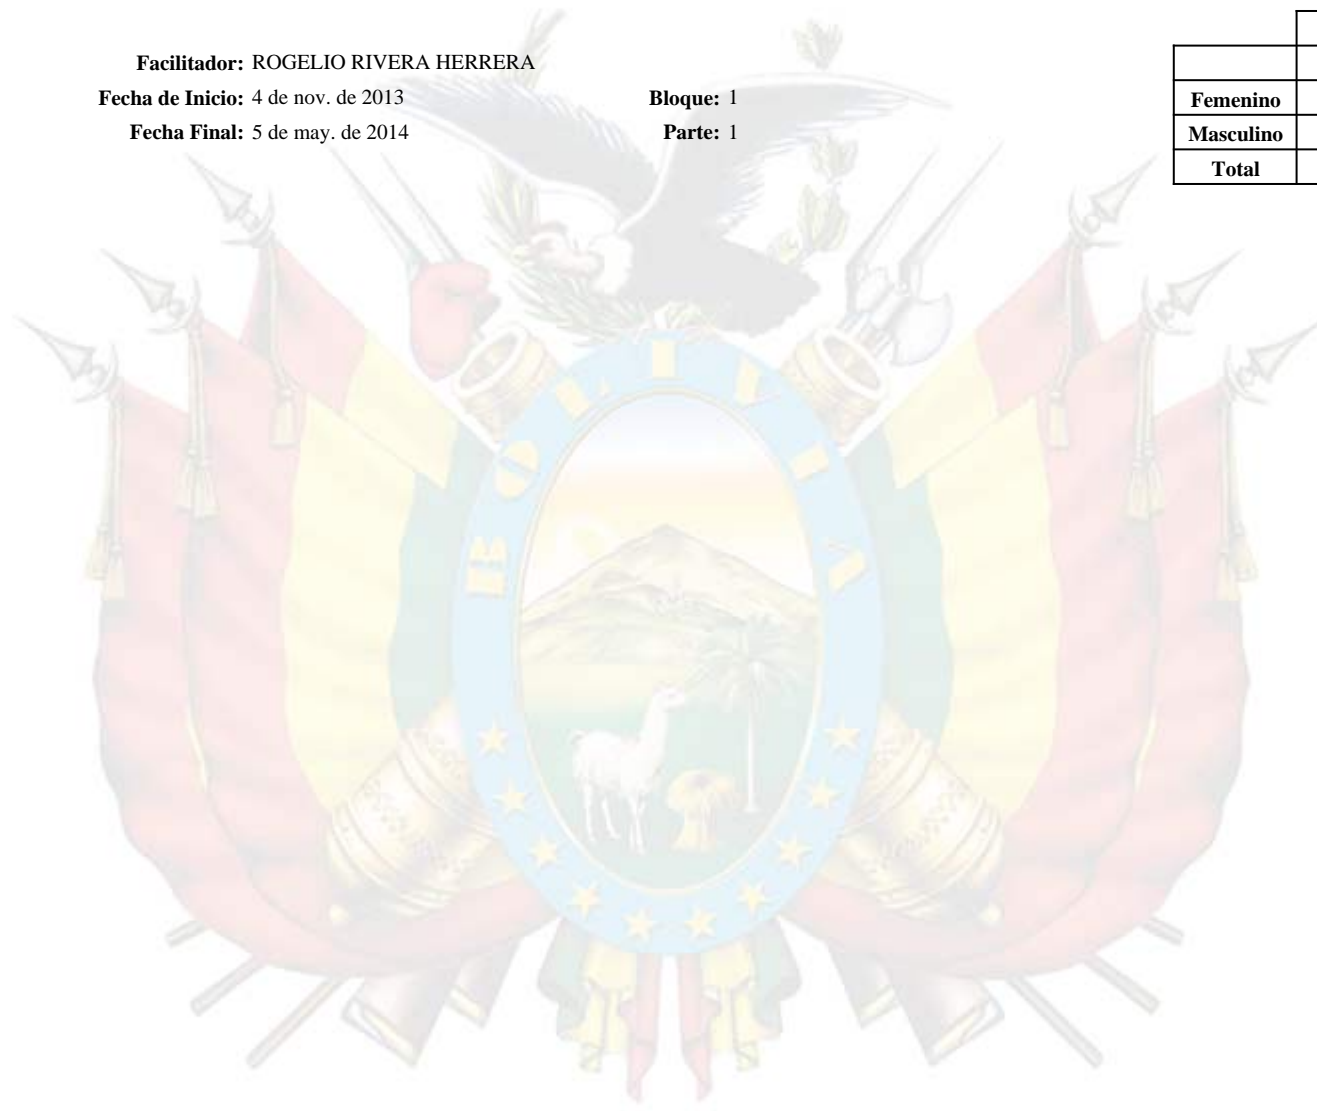 Facilitador: ROGELIO RIVERA HERRERA
Fecha de Inicio: 4 de nov. de 2013 Bloque: 1
Fecha Final: 5 de may. de 2014 Parte: 1
Femenino
Masculino
Total
BOLIVIA